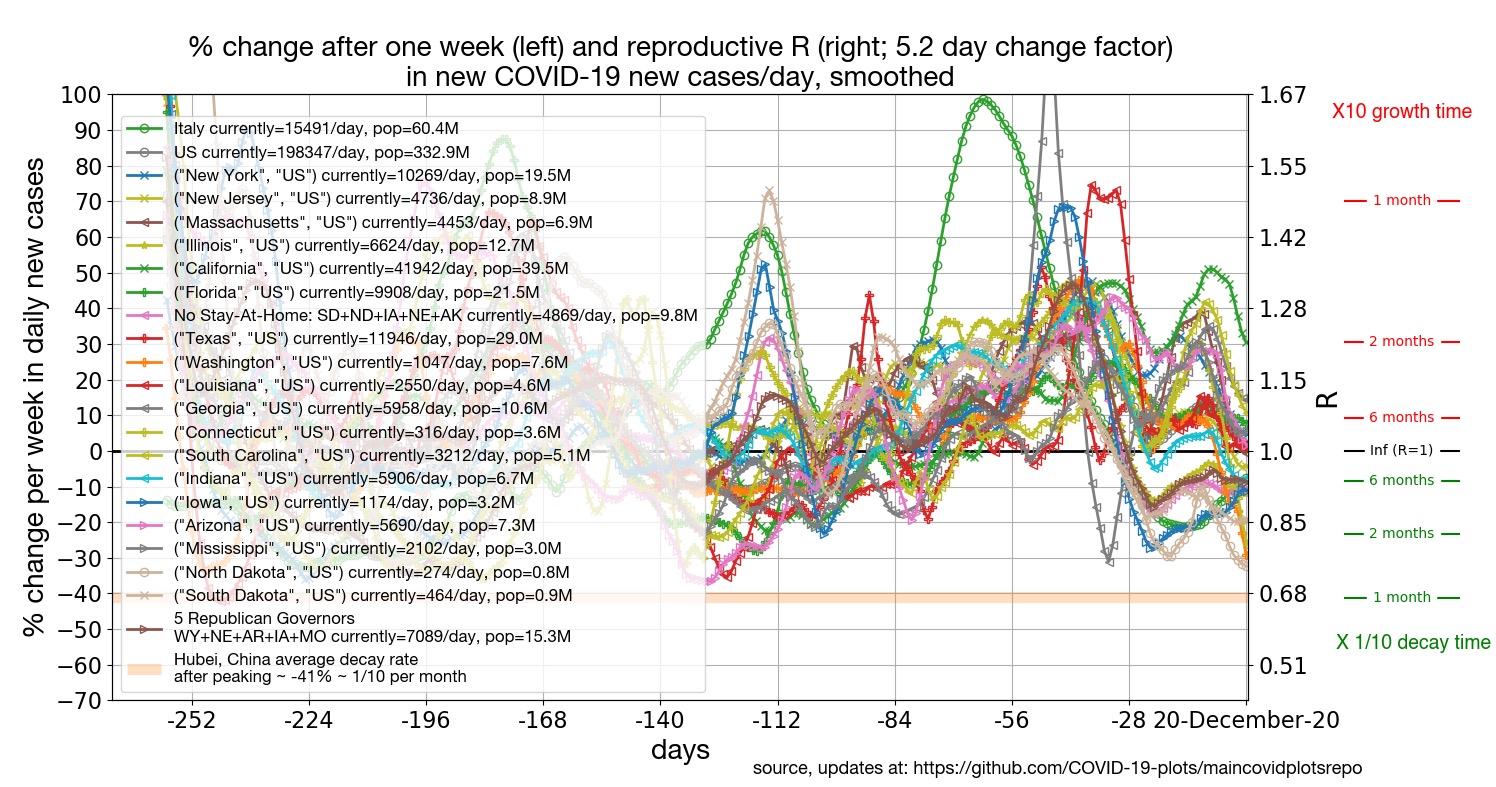 % change after one week (left) and reproductive R (right; 5.2 day change factor)
in new COVID-19 new cases/day, smoothed
% change per week in daily new cases
100
90
80
70
60
50
40
30
20
10
0
−10
−20
−30
−40
−50
−60
−70
Italy currently=15491/day, pop=60.4M
US currently=198347/day, pop=332.9M
("New York", "US") currently=10269/day, pop=19.5M
("New Jersey", "US") currently=4736/day, pop=8.9M
("Massachusetts", "US") currently=4453/day, pop=6.9M
("Illinois", "US") currently=6624/day, pop=12.7M
("California", "US") currently=41942/day, pop=39.5M
("Florida", "US") currently=9908/day, pop=21.5M
No Stay-At-Home: SD+ND+IA+NE+AK currently=4869/day, pop=9.8M
("Texas", "US") currently=11946/day, pop=29.0M
("Washington", "US") currently=1047/day, pop=7.6M
("Louisiana", "US") currently=2550/day, pop=4.6M
("Georgia", "US") currently=5958/day, pop=10.6M
("Connecticut", "US") currently=316/day, pop=3.6M
("South Carolina", "US") currently=3212/day, pop=5.1M
("Indiana", "US") currently=5906/day, pop=6.7M
("Iowa", "US") currently=1174/day, pop=3.2M
("Arizona", "US") currently=5690/day, pop=7.3M
("Mississippi", "US") currently=2102/day, pop=3.0M
("North Dakota", "US") currently=274/day, pop=0.8M
("South Dakota", "US") currently=464/day, pop=0.9M
5 Republican Governors
WY+NE+AR+IA+MO currently=7089/day, pop=15.3M
Hubei, China average decay rate
after peaking ~ -41% ~ 1/10 per month
-252
-224
-196
-168
-140
-112
-84
-56
-28
20-December-20
days
1.67
1.55
1.42
1.28
1.15
1.0
0.85
0.68
0.51
R
X10 growth time
1 month
2 months
6 months
Inf (R=1)
6 months
2 months
1 month
X 1/10 decay time
source, updates at: https://github.com/COVID-19-plots/maincovidplotsrepo